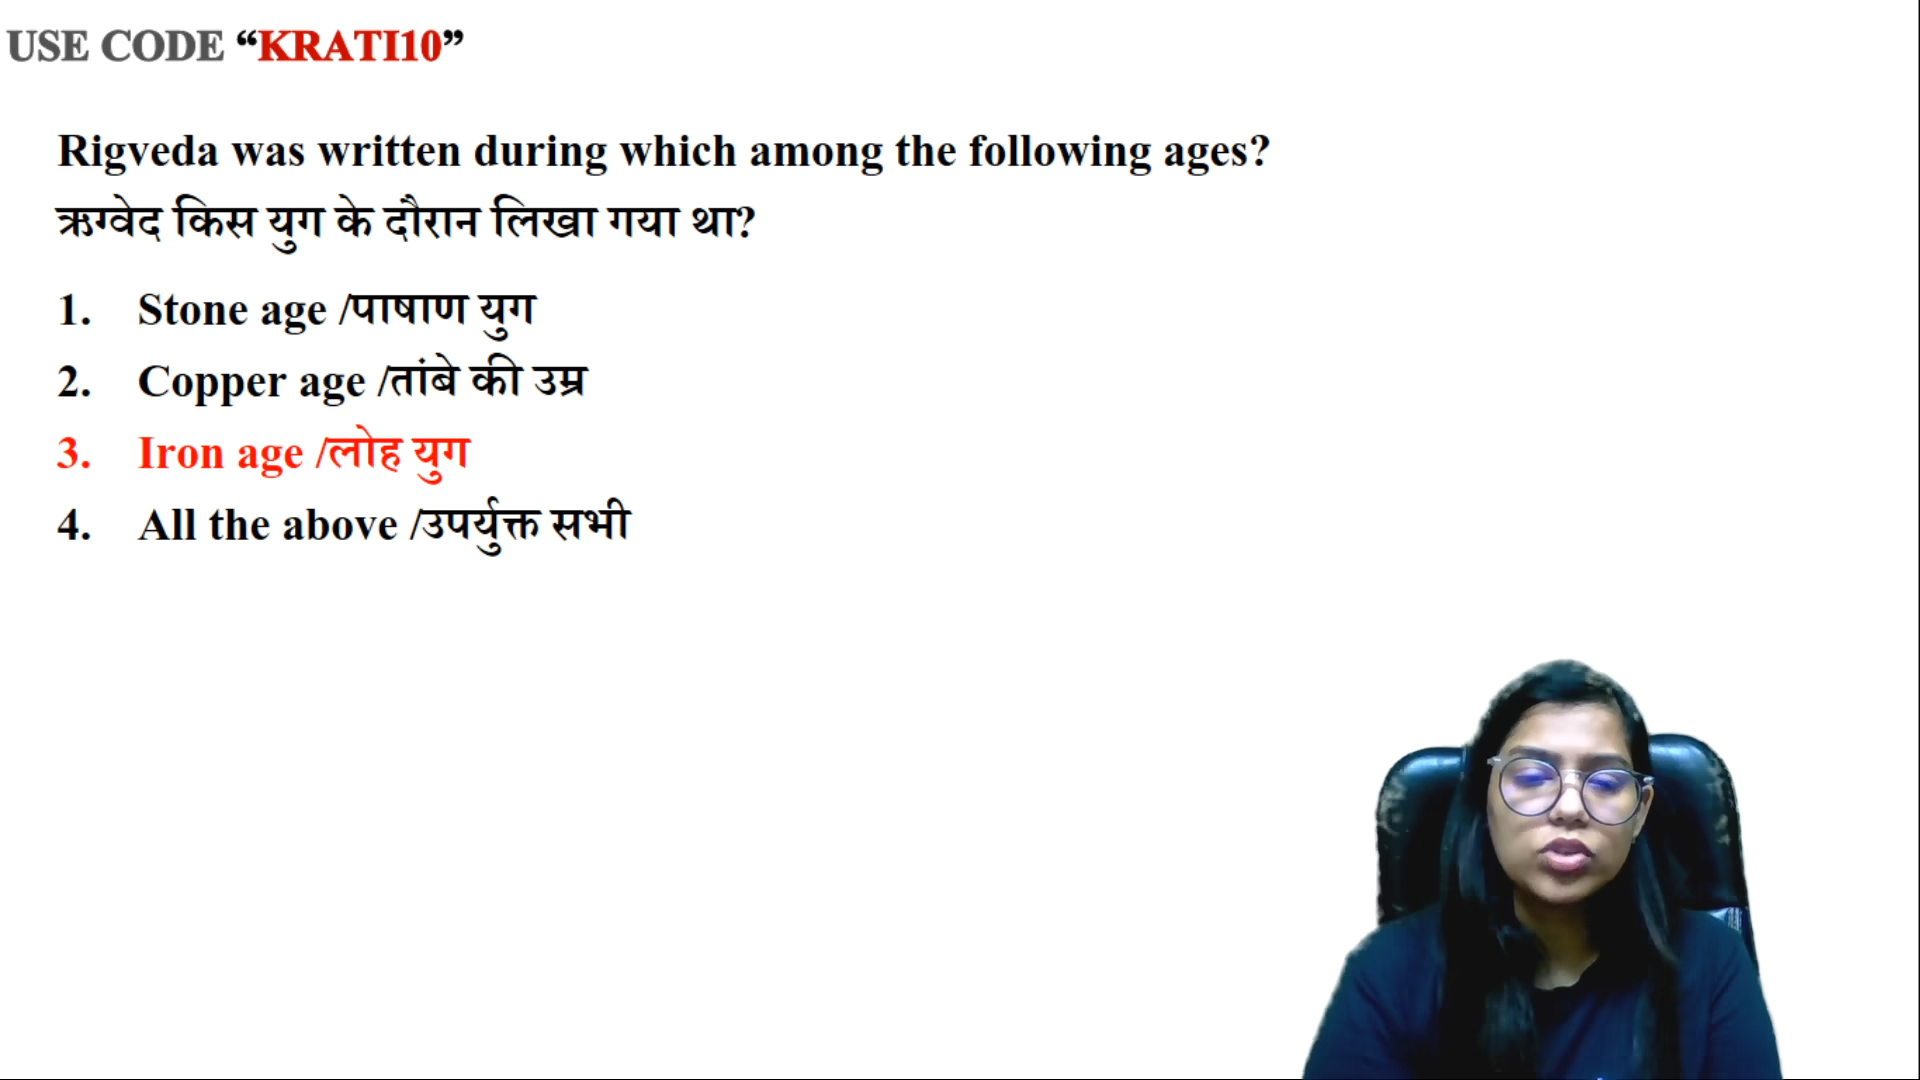 USE CODE “KRATI10”
Rigveda was written during which among the following ages?
ऋग्वेद किस युग के दौरान लिखा गया था?
1. Stone age /पाषाण युग
2. Copper age /तांबे की उम्र
3. Iron age /लोह युग
4. All the above /उपर्युक्त सभी